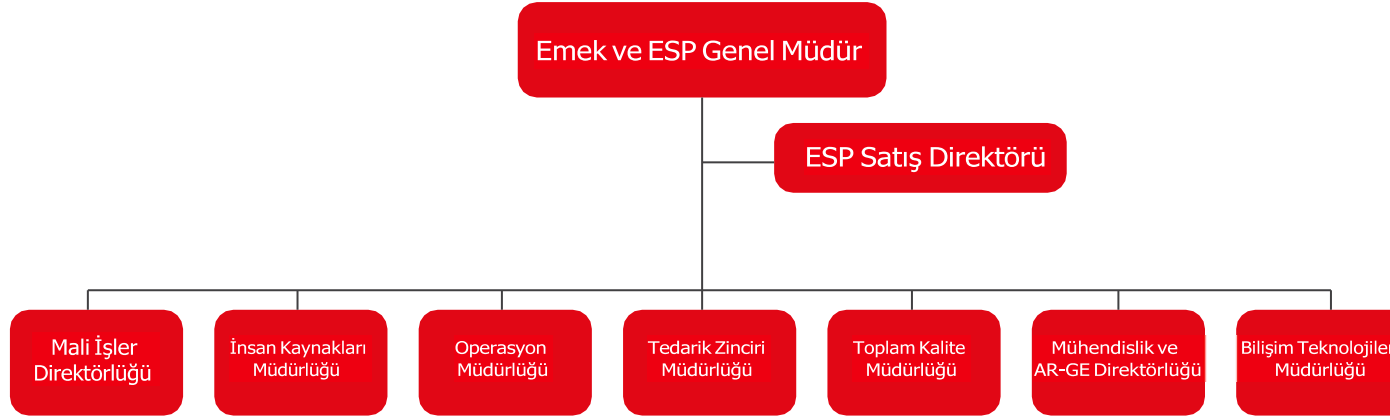 Emek ve ESP Genel Müdür
ESP Satış Direktörü
Mali İşler
Direktörlüğü
İnsan Kaynakları
Müdürlüğü
Operasyon
Müdürlüğü
Tedarik Zinciri
Müdürlüğü
Toplam Kalite
Müdürlüğü
Mühendislik ve
AR-GE Direktörlüğü
Bilişim Teknolojiler
Müdürlüğü